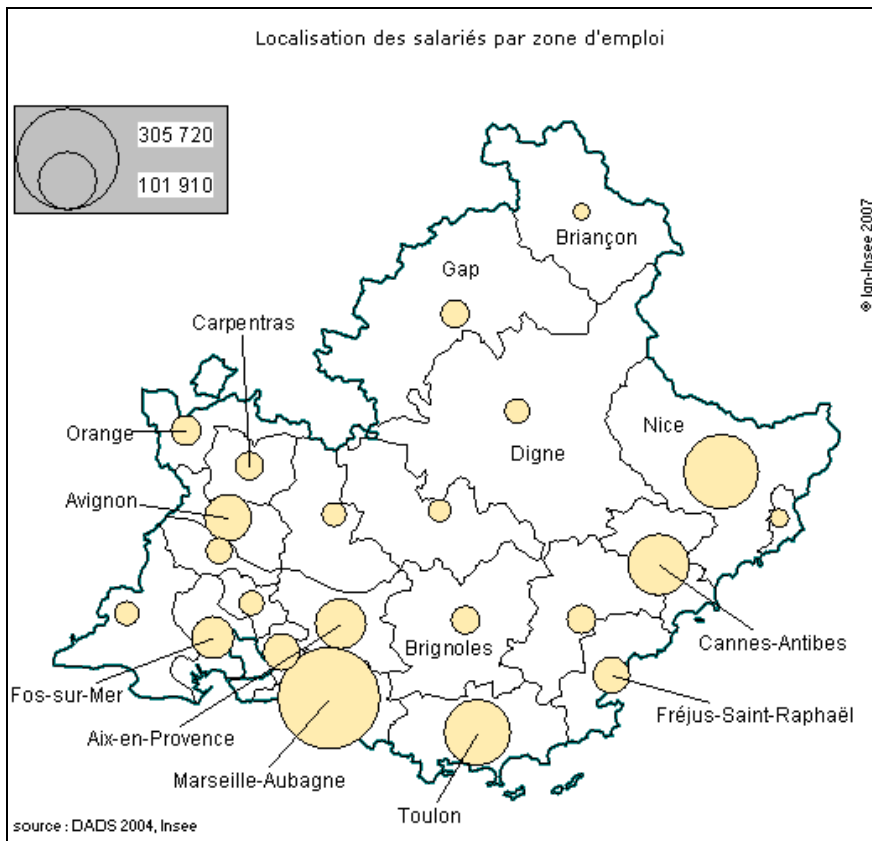 Localisation des salariés par zone d'emploi
305 720
101 910
© Ign-Insee 2007
Briançon
Gap
Carpentras
Orange
Nice
Digne
Avignon
Cannes-Antibes
Brignoles
Fos-sur-Mer
Fréjus-Saint-Raphaël
Aix-en-Provence
Marseille-Aubagne
Toulon
source : DADS 2004, Insee